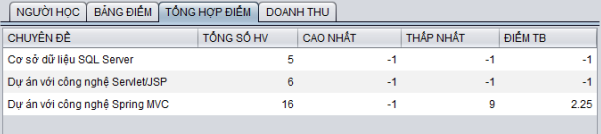 NGƯỜI HỌC BẢNG ĐIỂM TỔNG HỢP ĐIỂM DOANH THU
CHUYÊN ĐỀ TỔNG SỐ HV CAO NHẤT THẤP NHẤT ĐIỂM TB
Cơ sở dữ liệu SQL Server 5 -1 -1 -1
Dự án với công nghệ Servlet/JSP 6 -1 -1 -1
Dự án với công nghệ Spring MVC 16 -1 9 2.25